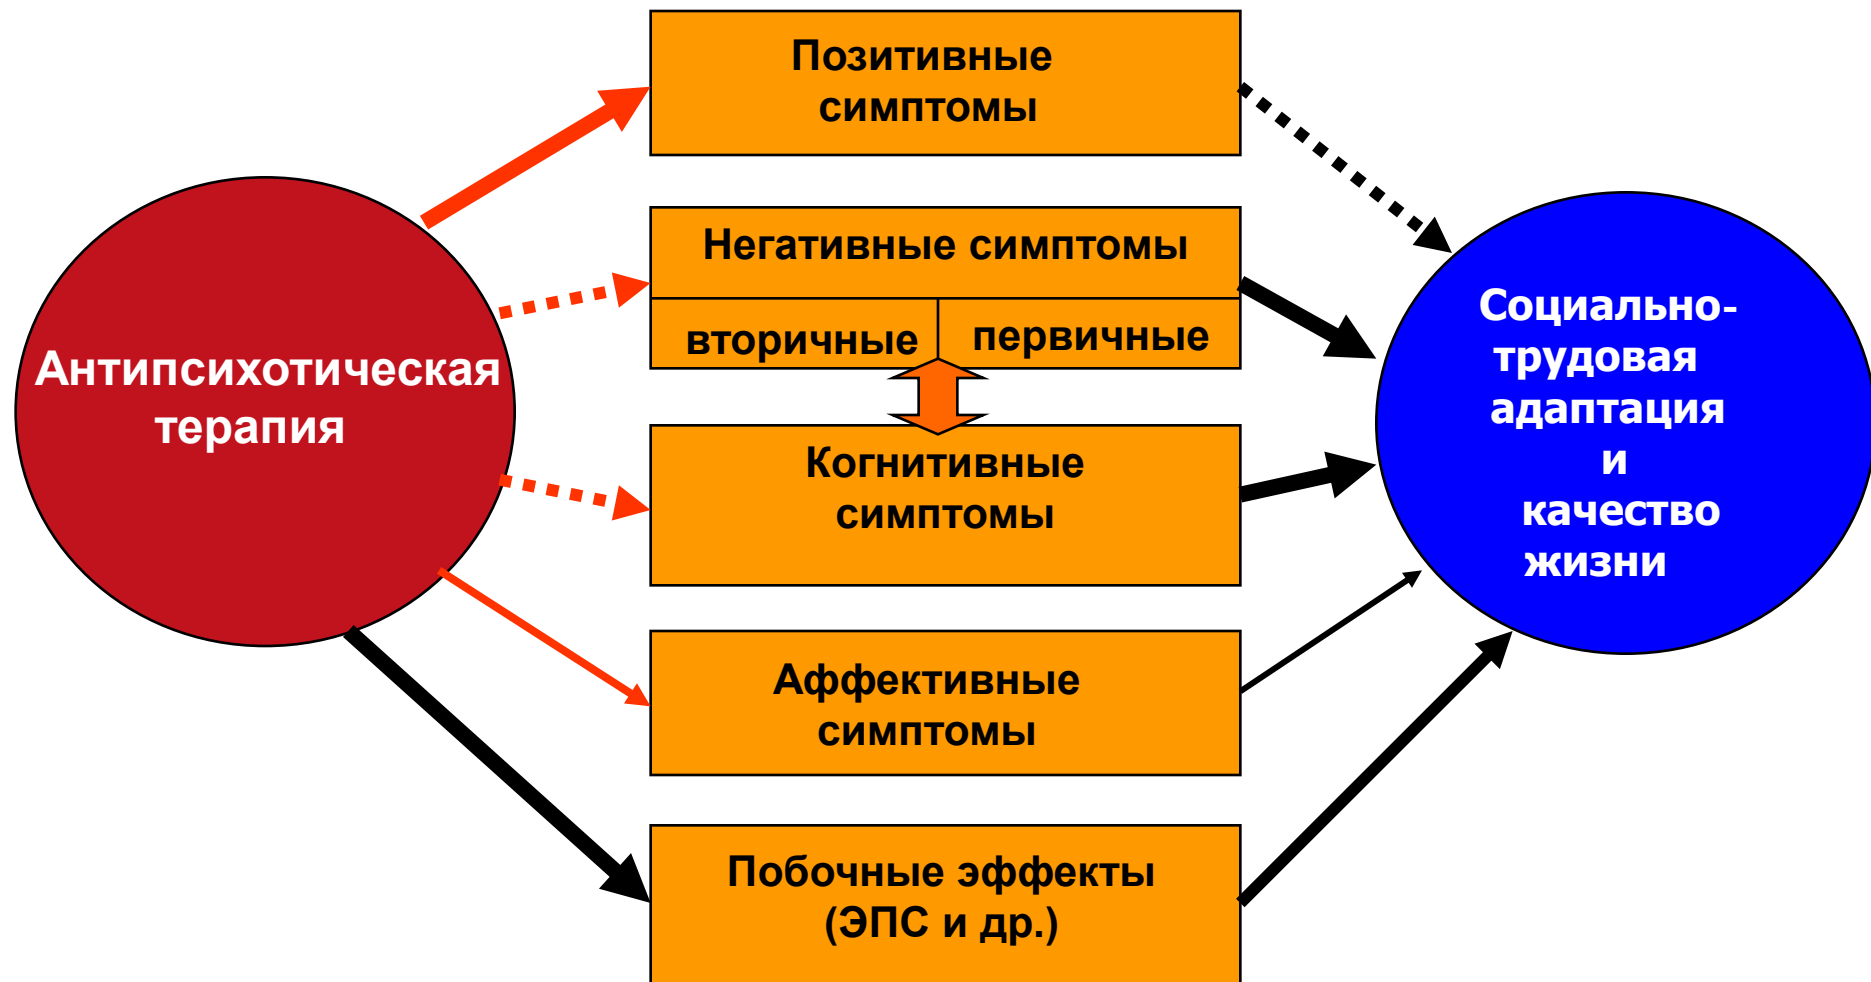 Позитивные
симптомы
Негативные симптомы
вторичные
первичные
Антипсихотическая
терапия
Когнитивные
симптомы
Аффективные
симптомы
Побочные эффекты
(ЭПС и др.)
Социально-
трудовая
адаптация
и
качество
жизни